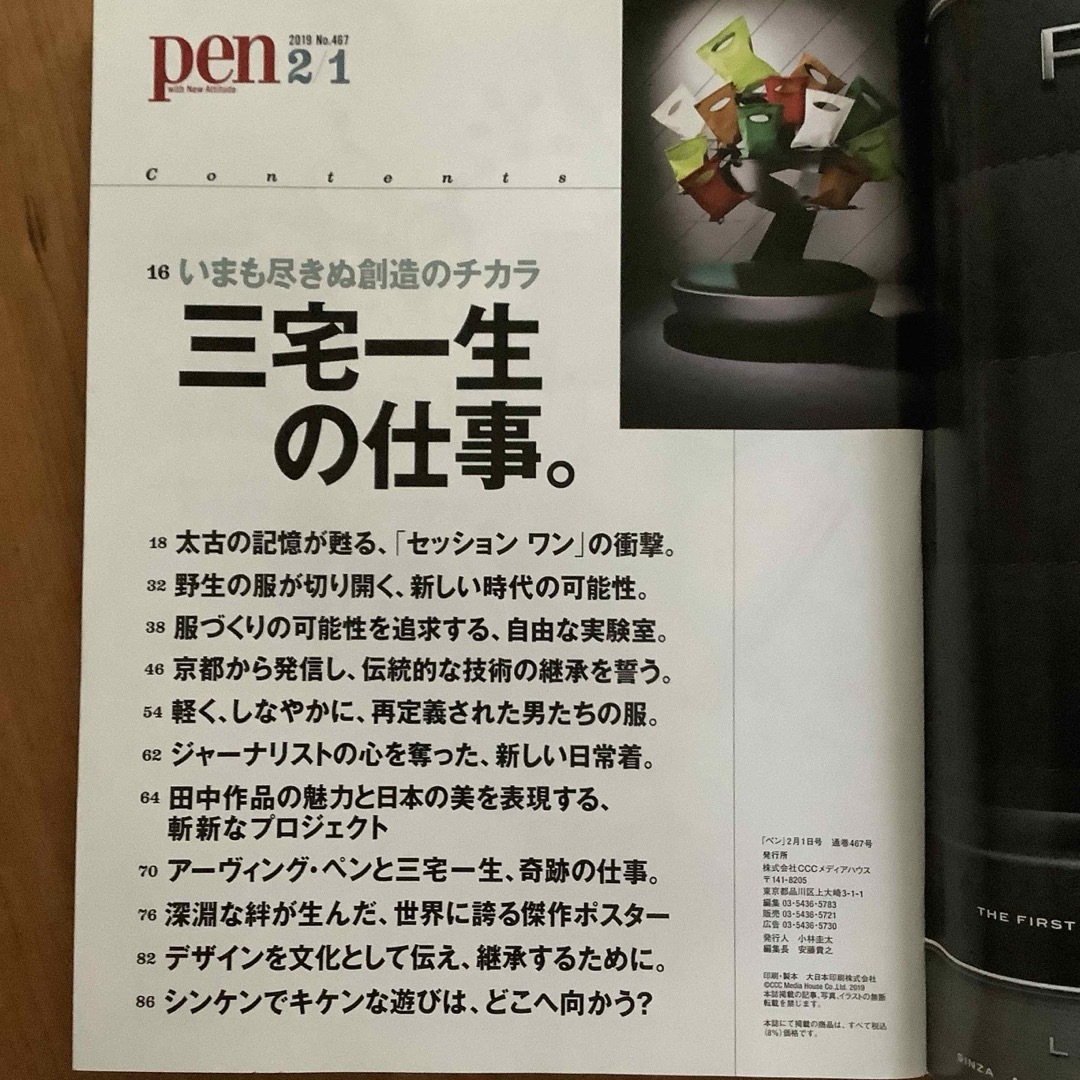 pen
with New Attitude
2019 No.467
2/1
Contents
16 いまも尽きぬ創造のチカラ
三宅一生
の仕事。
18 太古の記憶が甦る、「セッション ワン」の衝撃。
32 野生の服が切り開く、新しい時代の可能性。
38 服づくりの可能性を追求する、自由な実験室。
46 京都から発信し、伝統的な技術の継承を誓う。
54 軽く、しなやかに、再定義された男たちの服。
62 ジャーナリストの心を奪った、新しい日常着。
64 田中作品の魅力と日本の美を表現する、
斬新なプロジェクト
70 アーヴィング・ペンと三宅一生、奇跡の仕事。
76 深淵な絆が生んだ、世界に誇る傑作ポスター
82 デザインを文化として伝え、継承するために。
86 シンケンでキケンな遊びは、どこへ向かう?
「ペン」2月1日号 通巻467号
発行所
株式会社CCCメディアハウス
〒141-8205
東京都品川区上大崎3-1-1
編集 03-5436-5783
販売 03-5436-5721
広告 03-5436-5730
発行人 小林圭太
編集長 安藤貴之
印刷・製本 大日本印刷株式会社
©CCC Media House Co.,Ltd. 2019
本誌掲載の記事、写真、イラストの無断
転載を禁じます。
本誌にて掲載の商品は、すべて税込
(8%)価格です。
THE FIRST
L
GINZA